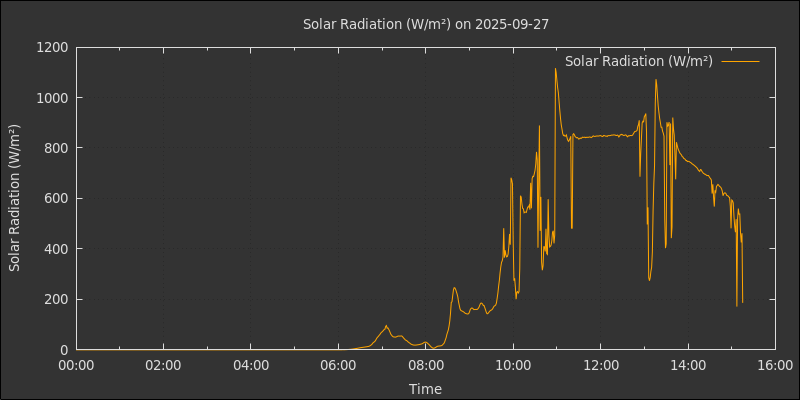 Solar Radiation (W/m²) on 2025-09-27
Solar Radiation (W/m²)
Solar Radiation (W/m²)
1200
1000
800
600
400
200
0
00:00 02:00 04:00 06:00 08:00 10:00 12:00 14:00 16:00
Time